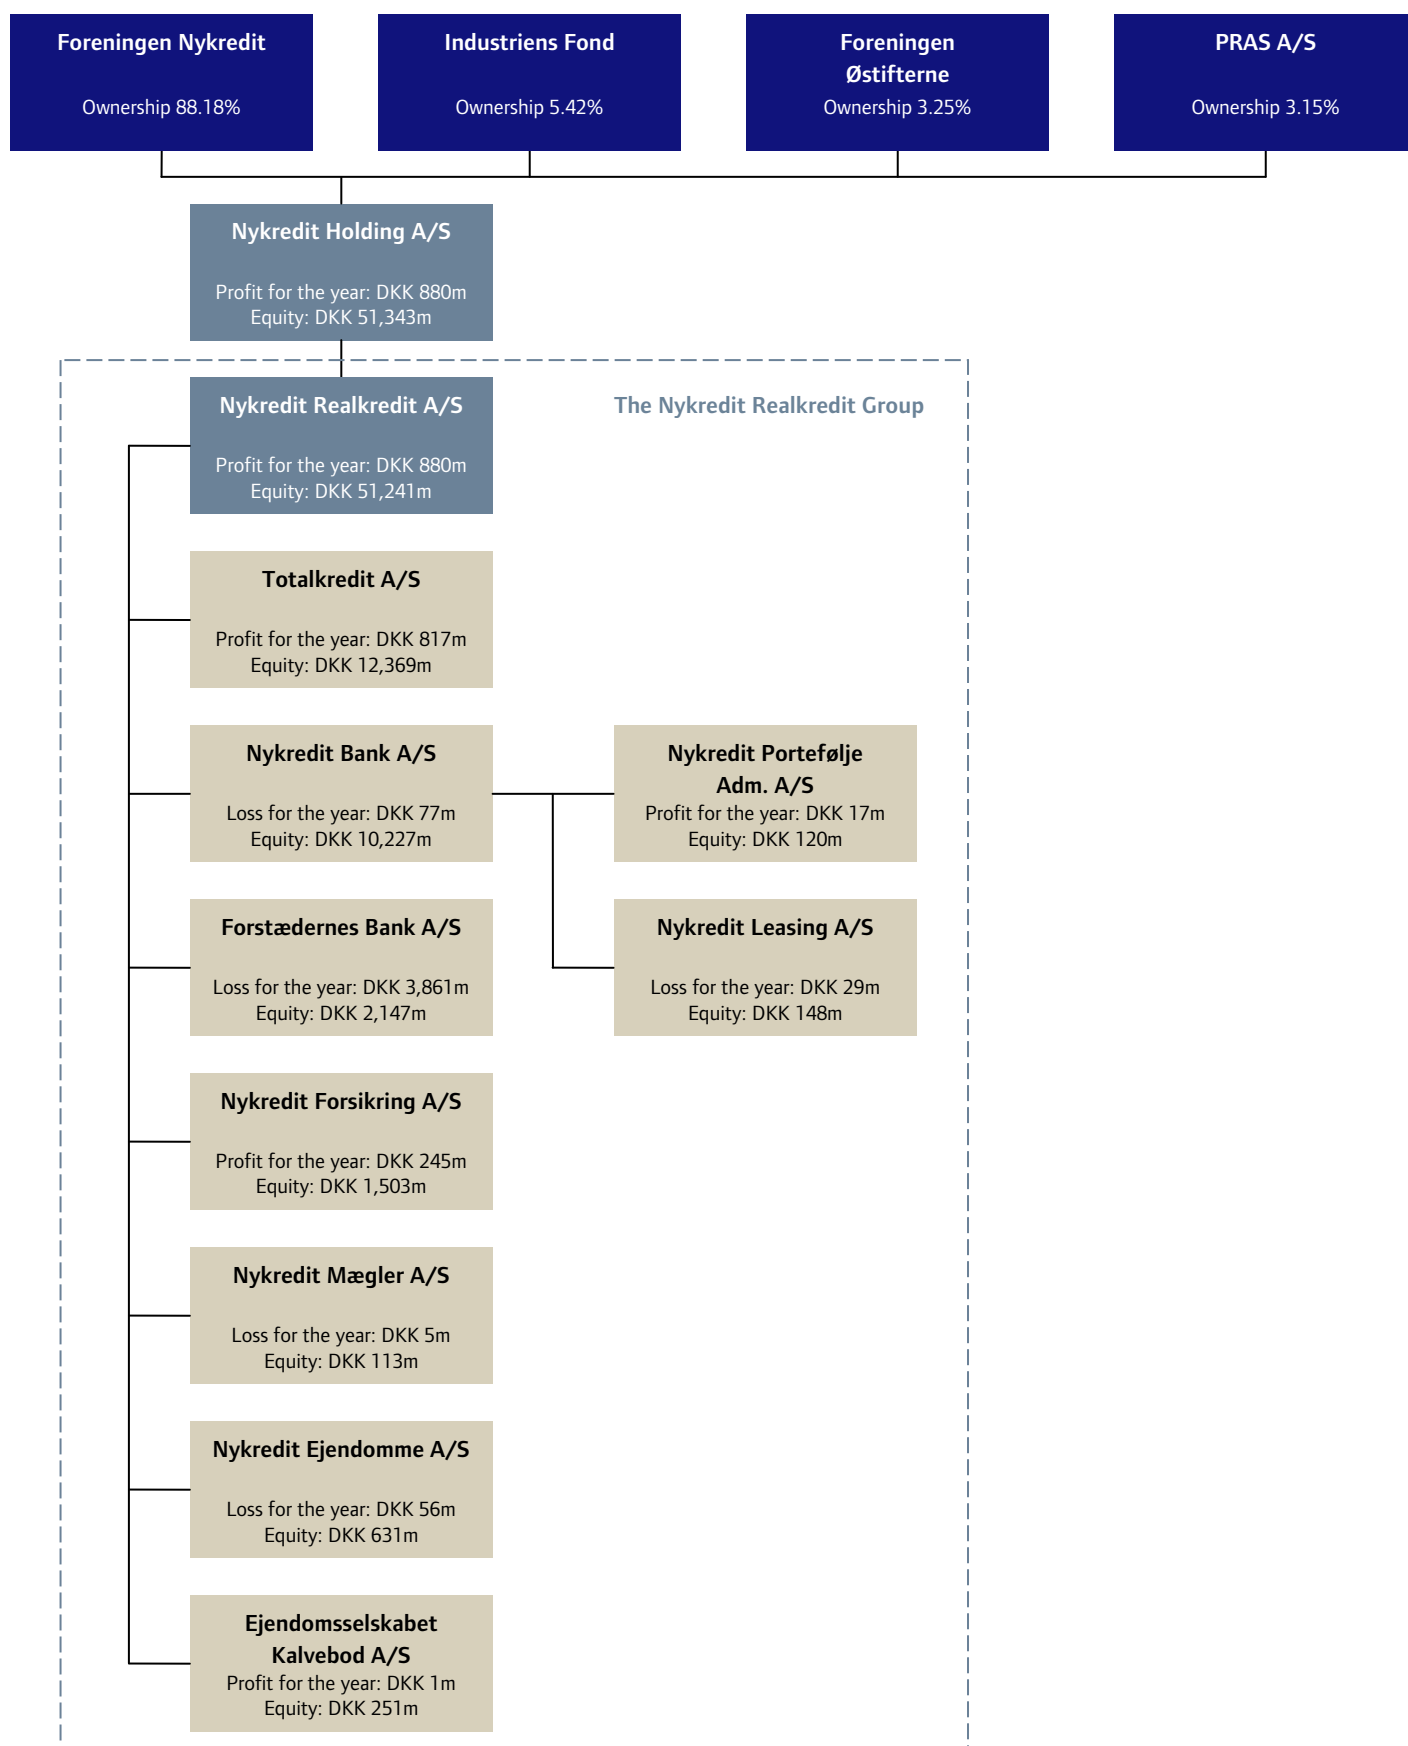 Foreningen Nykredit
Ownership 88.18%
Industriens Fond
Ownership 5.42%
Foreningen
Østifterne
Ownership 3.25%
PRAS A/S
Ownership 3.15%
Nykredit Holding A/S
Profit for the year: DKK 880m
Equity: DKK 51,343m
Nykredit Realkredit A/S
Profit for the year: DKK 880m
Equity: DKK 51,241m
The Nykredit Realkredit Group
Totalkredit A/S
Profit for the year: DKK 817m
Equity: DKK 12,369m
Nykredit Bank A/S
Loss for the year: DKK 77m
Equity: DKK 10,227m
Nykredit Portefølje
Adm. A/S
Profit for the year: DKK 17m
Equity: DKK 120m
Forstædernes Bank A/S
Loss for the year: DKK 3,861m
Equity: DKK 2,147m
Nykredit Leasing A/S
Loss for the year: DKK 29m
Equity: DKK 148m
Nykredit Forsikring A/S
Profit for the year: DKK 245m
Equity: DKK 1,503m
Nykredit Mægler A/S
Loss for the year: DKK 5m
Equity: DKK 113m
Nykredit Ejendomme A/S
Loss for the year: DKK 56m
Equity: DKK 631m
Ejendomsselskabet
Kalvebod A/S
Profit for the year: DKK 1m
Equity: DKK 251m